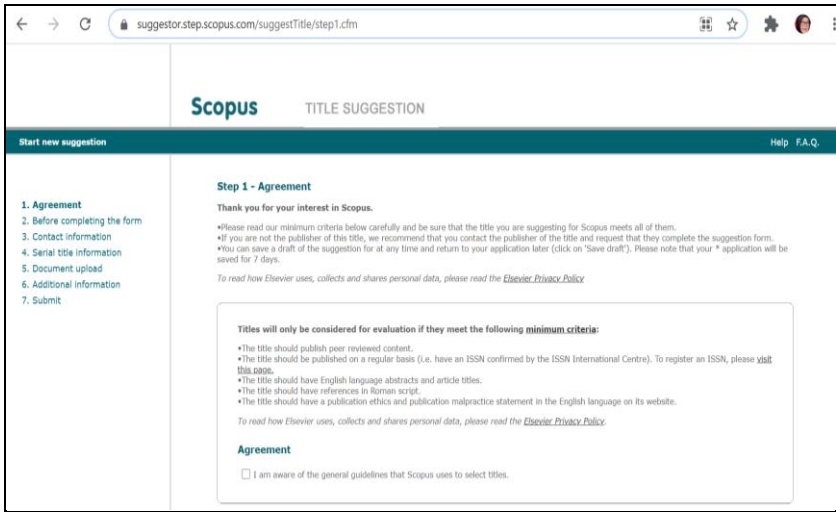 suggestor.step.scopus.com/suggestTitle/step1.cfm
Scopus TITLE SUGGESTION
Start new suggestion
Help F.A.Q.
1. Agreement
2. Before completing the form
3. Contact information
4. Serial title information
5. Document upload
6. Additional information
7. Submit
Step 1 - Agreement
Thank you for your interest in Scopus.
•Please read our minimum criteria below carefully and be sure that the title you are suggesting for Scopus meets all of them.
•If you are not the publisher of this title, we recommend that you contact the publisher of the title and request that they complete the suggestion form.
•You can save a draft of the suggestion for at any time and return to your application later (click on 'Save draft'). Please note that your * application will be
saved for 7 days.
To read how Elsevier uses, collects and shares personal data, please read the Elsevier Privacy Policy
Titles will only be considered for evaluation if they meet the following minimum criteria:
•The title should publish peer reviewed content.
•The title should be published on a regular basis (i.e. have an ISSN confirmed by the ISSN International Centre). To register an ISSN, please visit
this page.
•The title should have English language abstracts and article titles.
•The title should have references in Roman script.
•The title should have a publication ethics and publication malpractice statement in the English language on its website.
To read how Elsevier uses, collects and shares personal data, please read the Elsevier Privacy Policy.
Agreement
I am aware of the general guidelines that Scopus uses to select titles.